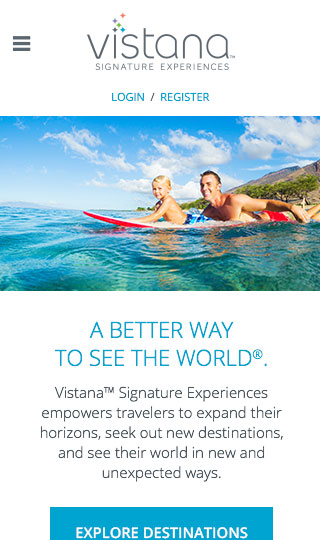 vistana™
SIGNATURE EXPERIENCES
LOGIN / REGISTER
A BETTER WAY
TO SEE THE WORLD®.
Vistana™ Signature Experiences
empowers travelers to expand their
horizons, seek out new destinations,
and see their world in new and
unexpected ways.
EXPLORE DESTINATIONS